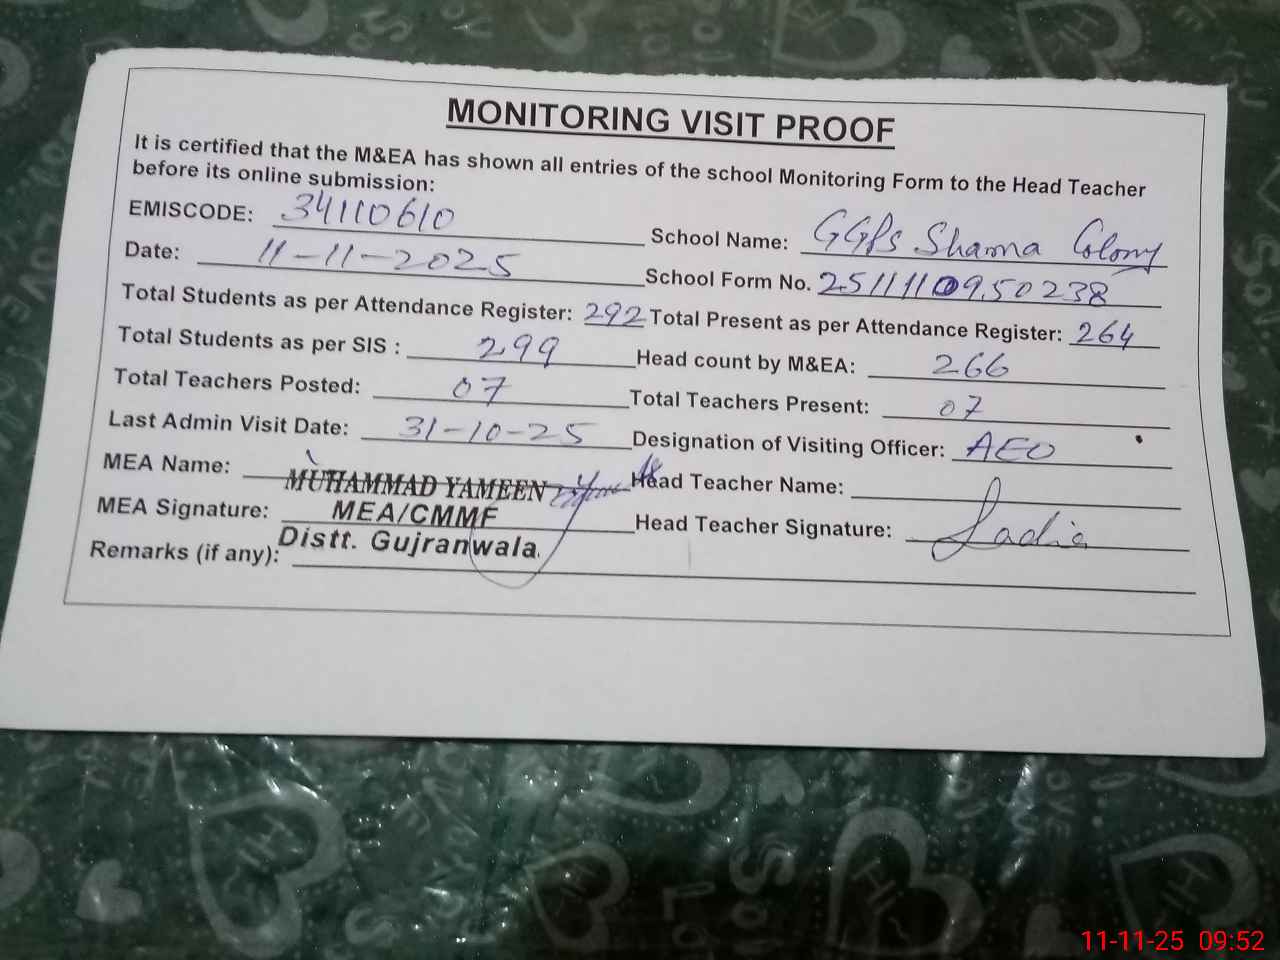 MONITORING VISIT PROOF
It is certified that the M&EA has shown all entries of the school Monitoring Form to the Head Teacher
before its online submission:
EMISCODE: 34110610 School Name: GGPS Sharma Colony
Date: 11-11-2025 School Form No. 25111109.50238
Total Students as per Attendance Register: 292 Total Present as per Attendance Register: 264
Total Students as per SIS : 299 Head count by M&EA: 266
Total Teachers Posted: 07 Total Teachers Present: 07
Last Admin Visit Date: 31-10-25 Designation of Visiting Officer: AEO
MEA Name: MUHAMMAD YAMEEN Head Teacher Name:
MEA Signature: MEA/CMMF Head Teacher Signature: Sadia
Remarks (if any): Distt. Gujranwala.
11-11-25 09:52